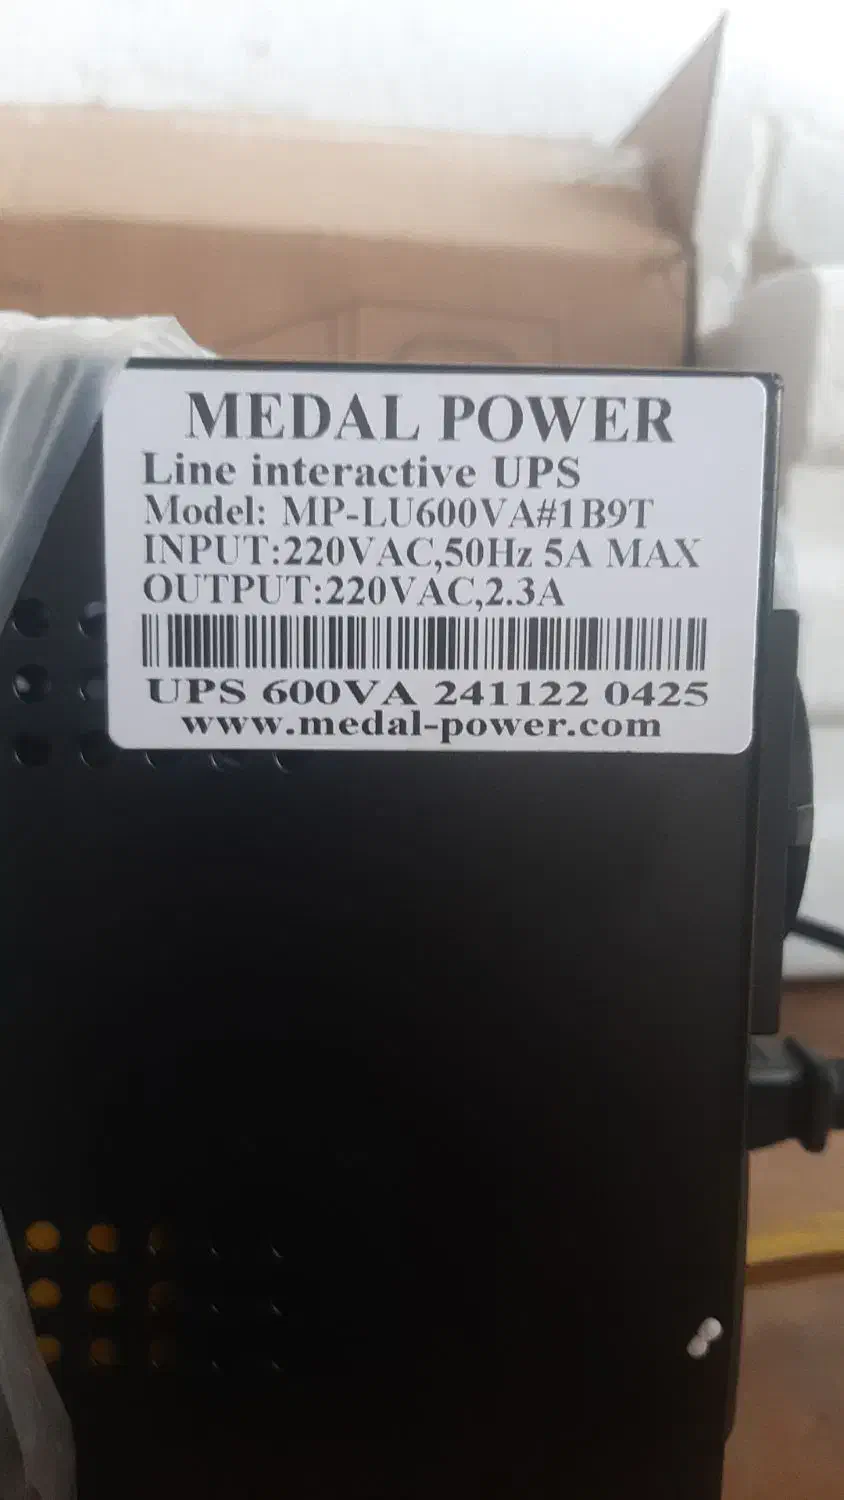 MEDAL POWER
Line interactive UPS
Model: MP-LU600VA#1B9T
INPUT:220VAC,50Hz 5A MAX
OUTPUT:220VAC,2.3A
UPS 600VA 241122 0425
www.medal-power.com